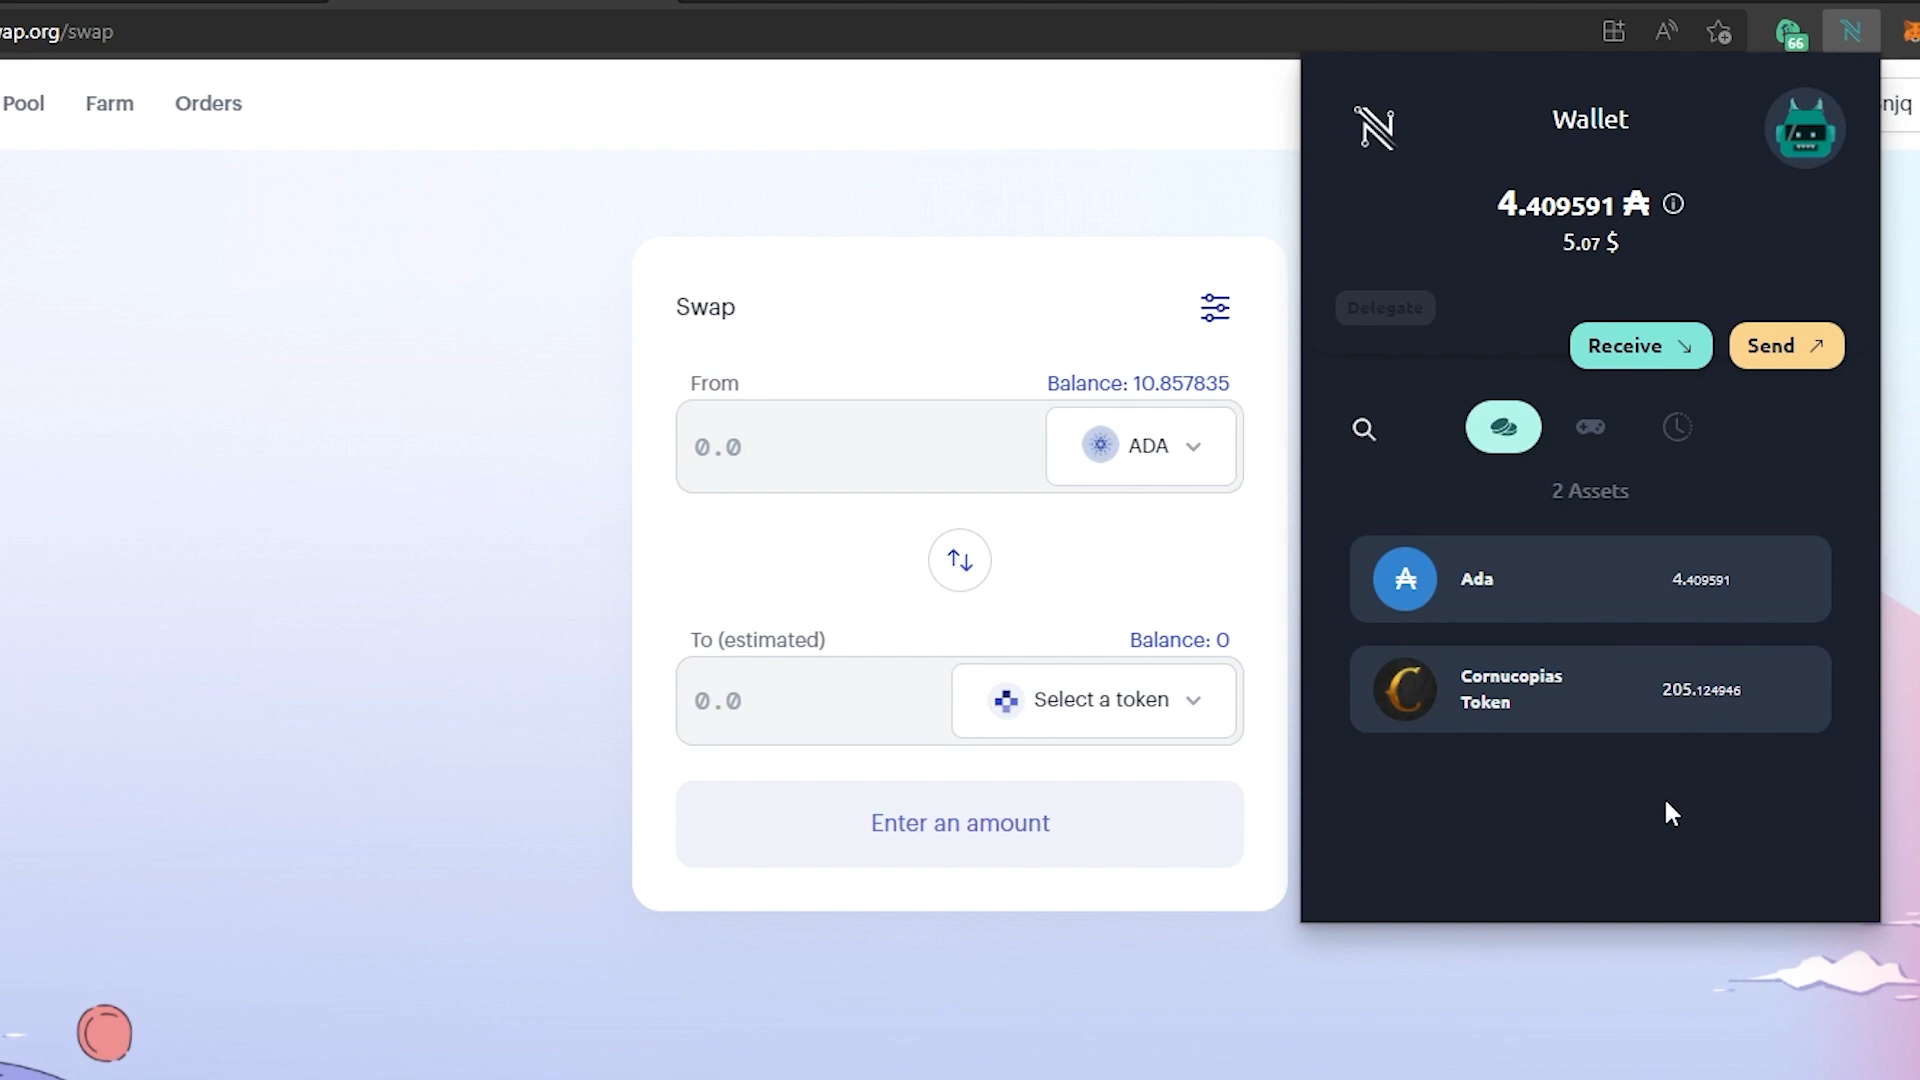 ap.org/swap
66
Pool Farm Orders
njq
Wallet
4.409591 ₳
5.07 $
Delegate
Receive
Send
2 Assets
Ada 4.409591
Cornucopias
Token
205.124946
Swap
From Balance: 10.857835
0.0 ADA
To (estimated) Balance: 0
0.0 Select a token
Enter an amount